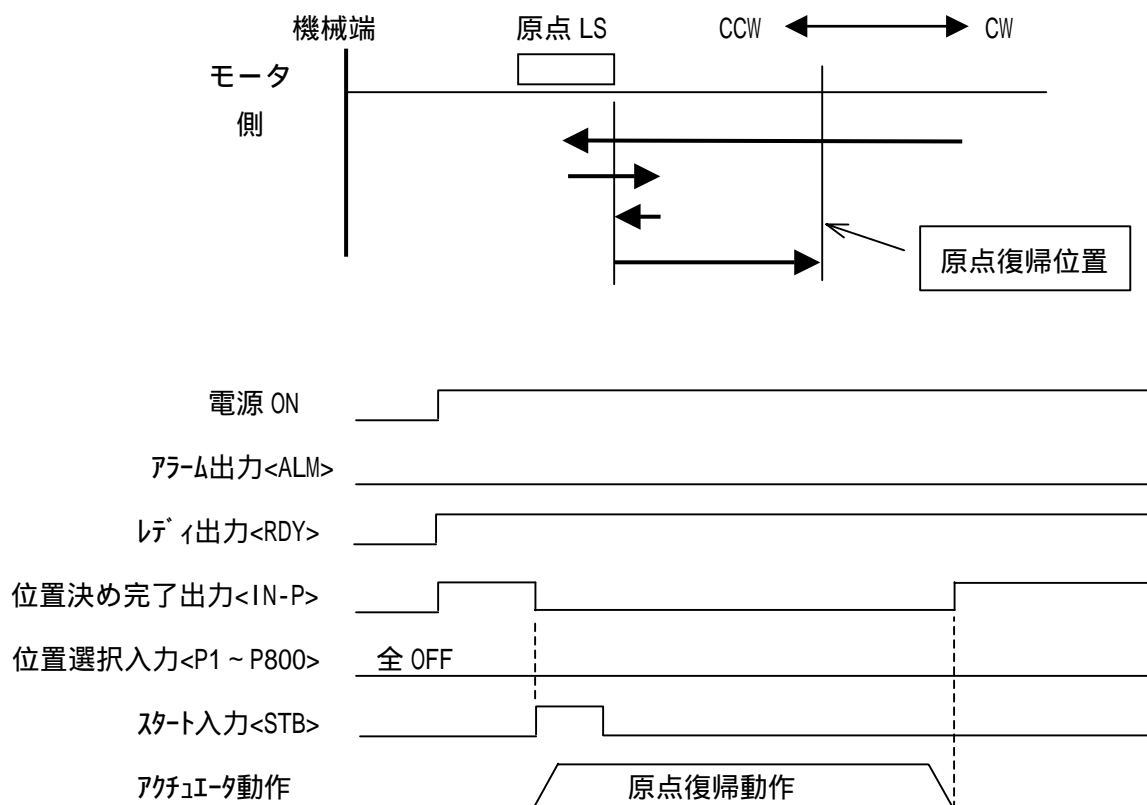 機械端 原点 LS CCW CW
モータ
側
原点復帰位置
電源 ON
ｱﾗｰﾑ出力<ALM>
ﾚﾃﾞｨ出力<RDY>
位置決め完了出力<IN-P>
位置選択入力<P1 ~ P800> 全 OFF
ｽﾀｰﾄ入力<STB>
ｱｸﾁｭｴｰﾀ動作 原点復帰動作